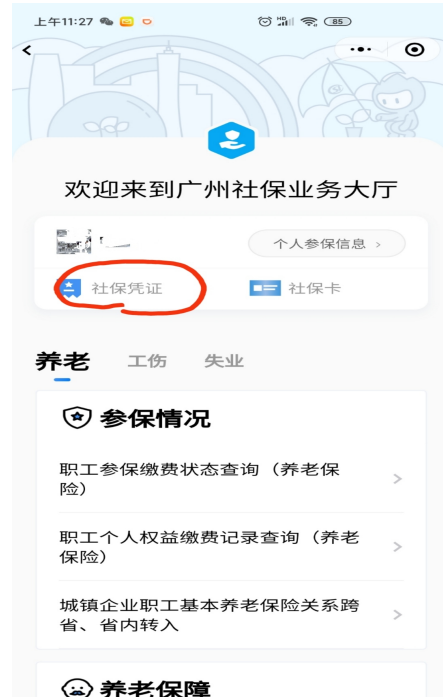 上午11:27
HD
5G
85
欢迎来到广州社保业务大厅
个人参保信息 >
社保凭证
社保卡
养老
工伤
失业
参保情况
职工参保缴费状态查询（养老保
险）
职工个人权益缴费记录查询（养老
保险）
城镇企业职工基本养老保险关系跨
省、省内转入
养老保障